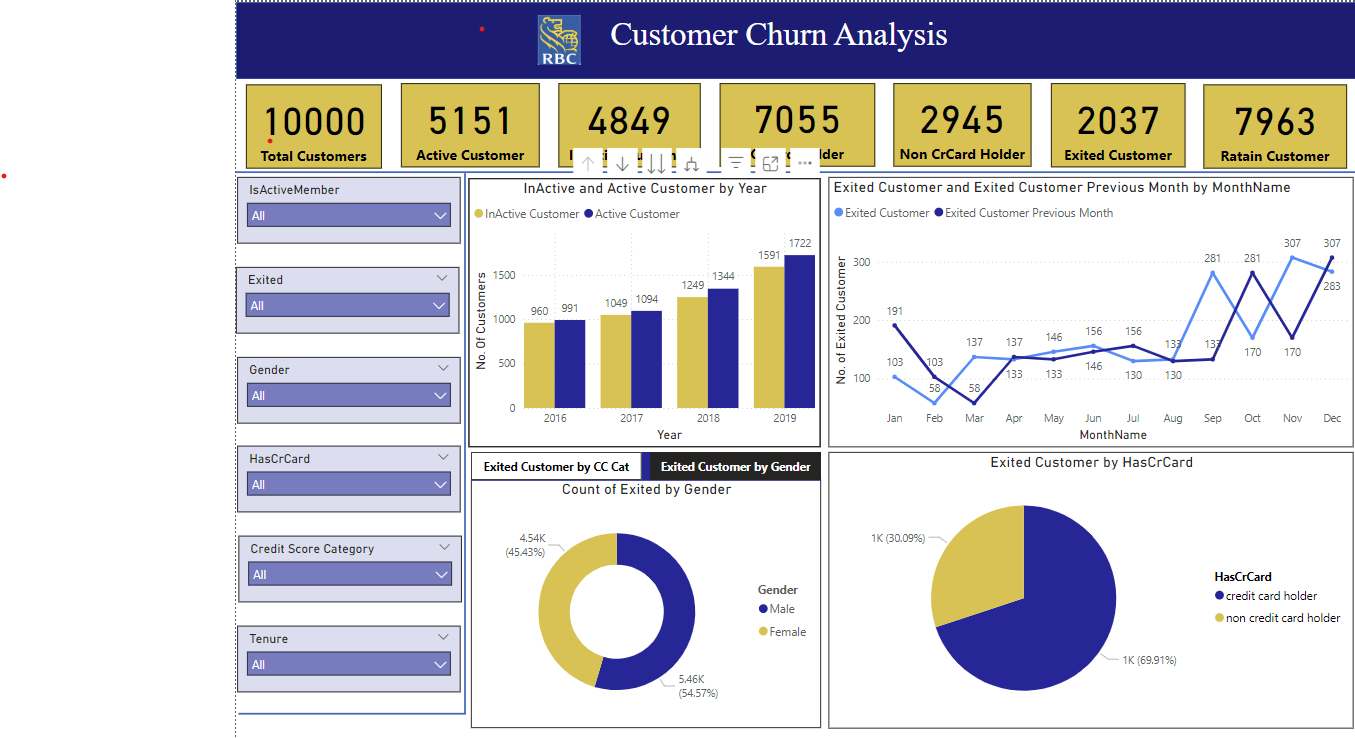 RBC
Customer Churn Analysis
10000
Total Customers
5151
Active Customer
4849
7055
2945
Non CrCard Holder
2037
Exited Customer
7963
Ratain Customer
IsActiveMember
All
Exited
All
Gender
All
HasCrCard
All
Credit Score Category
All
Tenure
All
InActive and Active Customer by Year
InActive Customer
Active Customer
No. Of Customers
1500
1000
500
0
960
991
1049
1094
1249
1344
1591
1722
2016
2017
2018
2019
Year
Exited Customer and Exited Customer Previous Month by MonthName
Exited Customer
Exited Customer Previous Month
No. of Exited Customer
300
200
100
191
103
103
58
137
58
137
133
146
133
156
146
156
130
133
130
281
133
281
170
307
170
307
283
Jan
Feb
Mar
Apr
May
Jun
Jul
Aug
Sep
Oct
Nov
Dec
MonthName
Exited Customer by CC Cat
Exited Customer by Gender
Count of Exited by Gender
4.54K
(45.43%)
5.46K
(54.57%)
Gender
Male
Female
Exited Customer by HasCrCard
1K (30.09%)
1K (69.91%)
HasCrCard
credit card holder
non credit card holder